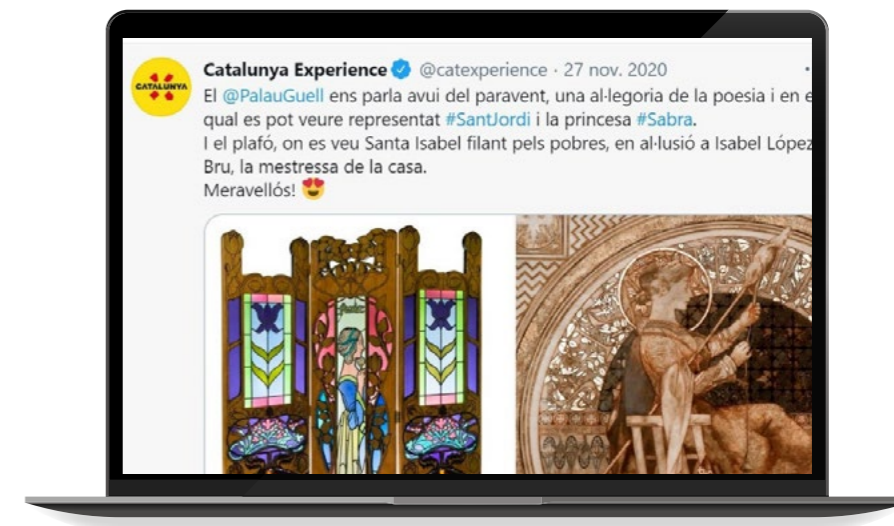 CATALUNYA
Catalunya Experience @catexperience · 27 nov. 2020
El @PalauGuell ens parla avui del paravent, una al·legoria de la poesia i en e
qual es pot veure representat #SantJordi i la princesa #Sabra.
I el plafó, on es veu Santa Isabel filant pels pobres, en al·lusió a Isabel López
Bru, la mestressa de la casa.
Meravellós! 😍